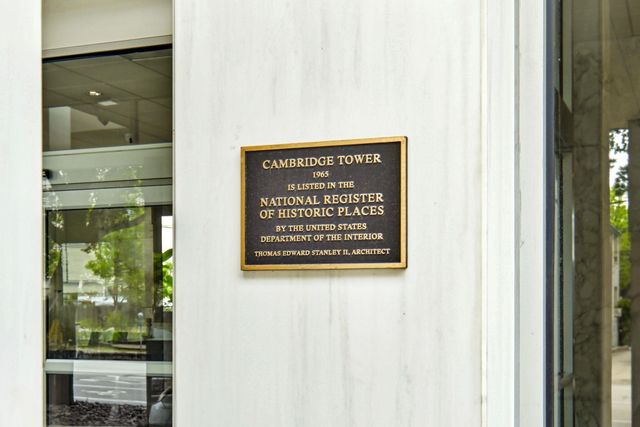 CAMBRIDGE TOWER
1965
IS LISTED IN THE
NATIONAL REGISTER
OF HISTORIC PLACES
BY THE UNITED STATES
DEPARTMENT OF THE INTERIOR
THOMAS EDWARD STANLEY II, ARCHITECT